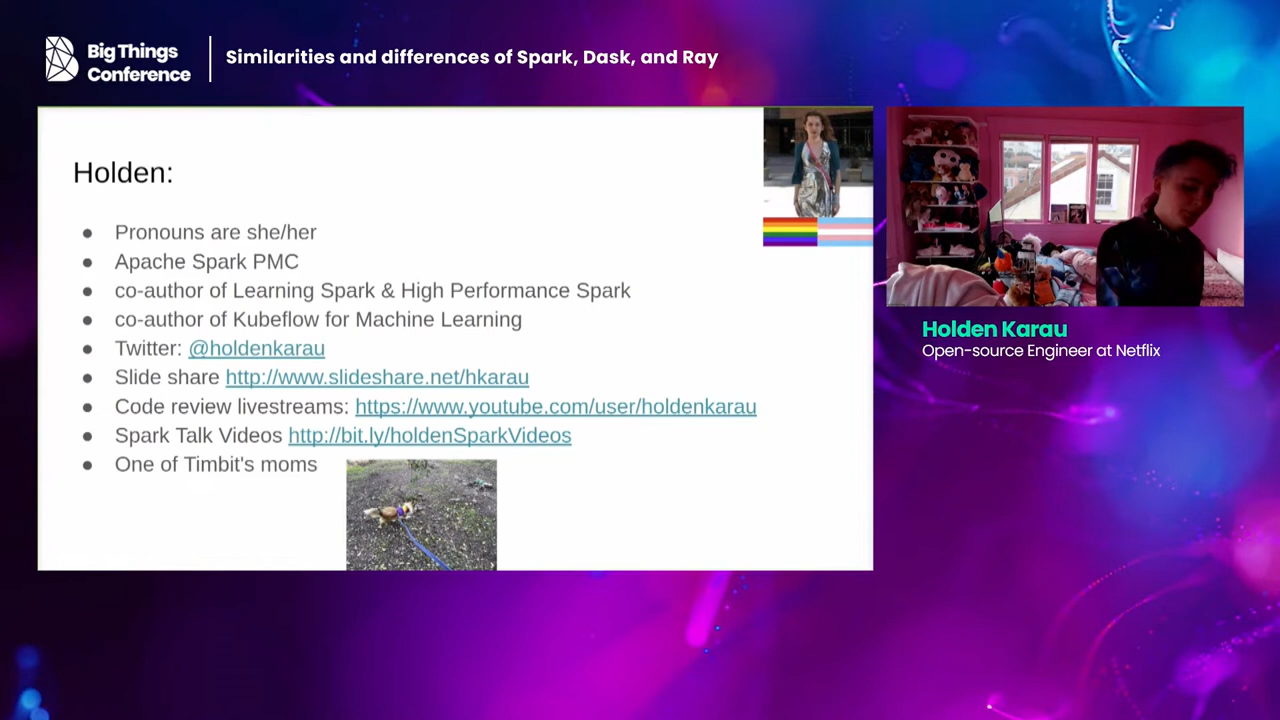 Big Things
Conference
Similarities and differences of Spark, Dask, and Ray
Holden:
Pronouns are she/her
Apache Spark PMC
co-author of Learning Spark & High Performance Spark
co-author of Kubeflow for Machine Learning
Twitter: @holdenkarau
Slide share http://www.slideshare.net/hkarau
Code review livestreams: https://www.youtube.com/user/holdenkarau
Spark Talk Videos http://bit.ly/holdenSparkVideos
One of Timbit's moms
Holden Karau
Open-source Engineer at Netflix